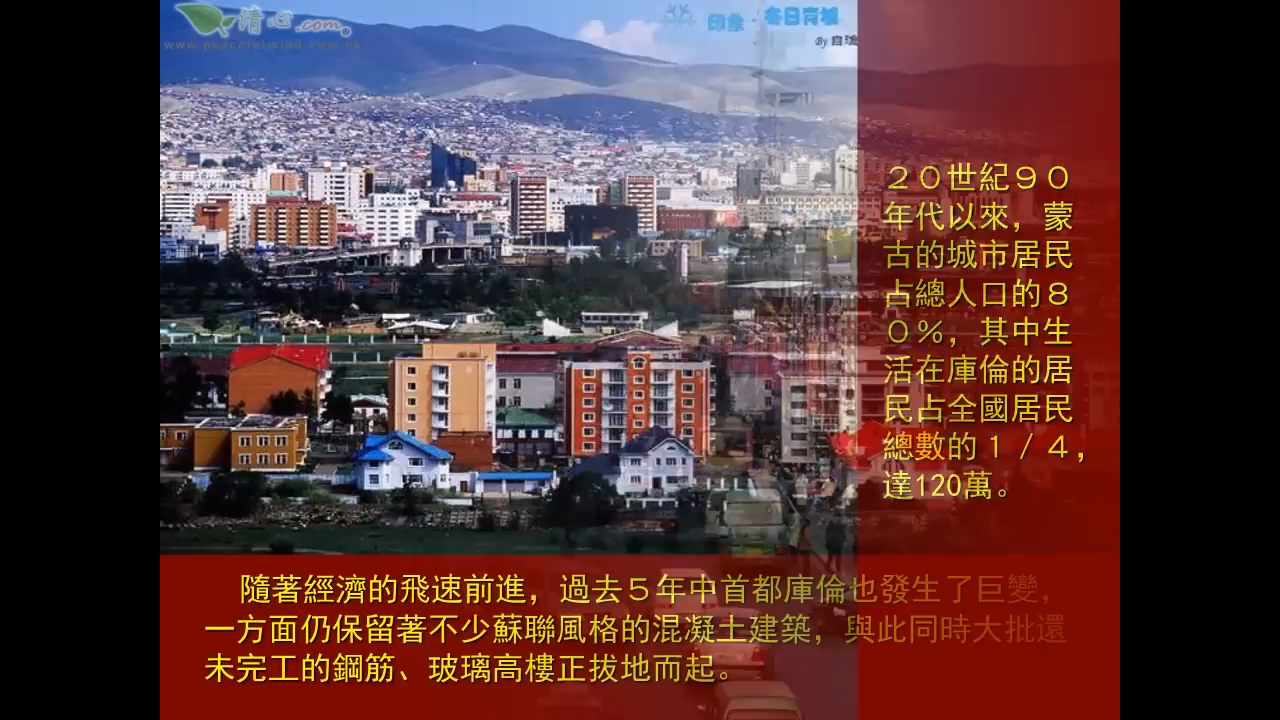 清心.com
www.peacefulmind.com.hk
印象
２０世紀９０
年代以來，蒙
古的城市居民
占總人口的８
０％，其中生
活在庫倫的居
民占全國居民
總數的１／４，
達120萬。
隨著經濟的飛速前進，過去５年中首都庫倫也發生了巨變，
一方面仍保留著不少蘇聯風格的混凝土建築，與此同時大批還
未完工的鋼筋、玻璃高樓正拔地而起。